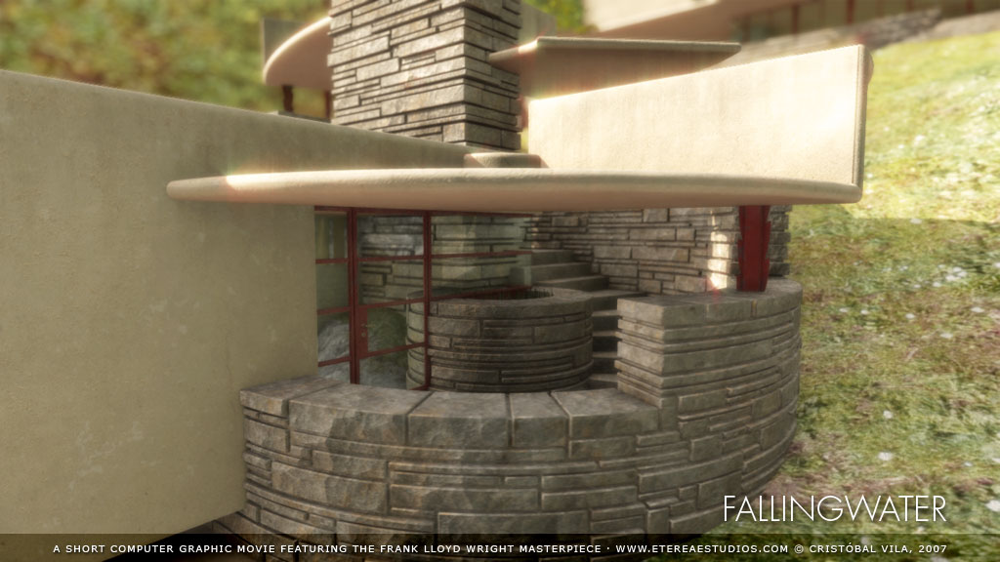 FALLINGWATER
A SHORT COMPUTER GRAPHIC MOVIE FEATURING THE FRANK LLOYD WRIGHT MASTERPIECE · WWW.ETEREAESTUDIOS.COM © CRISTÓBAL VILA, 2007